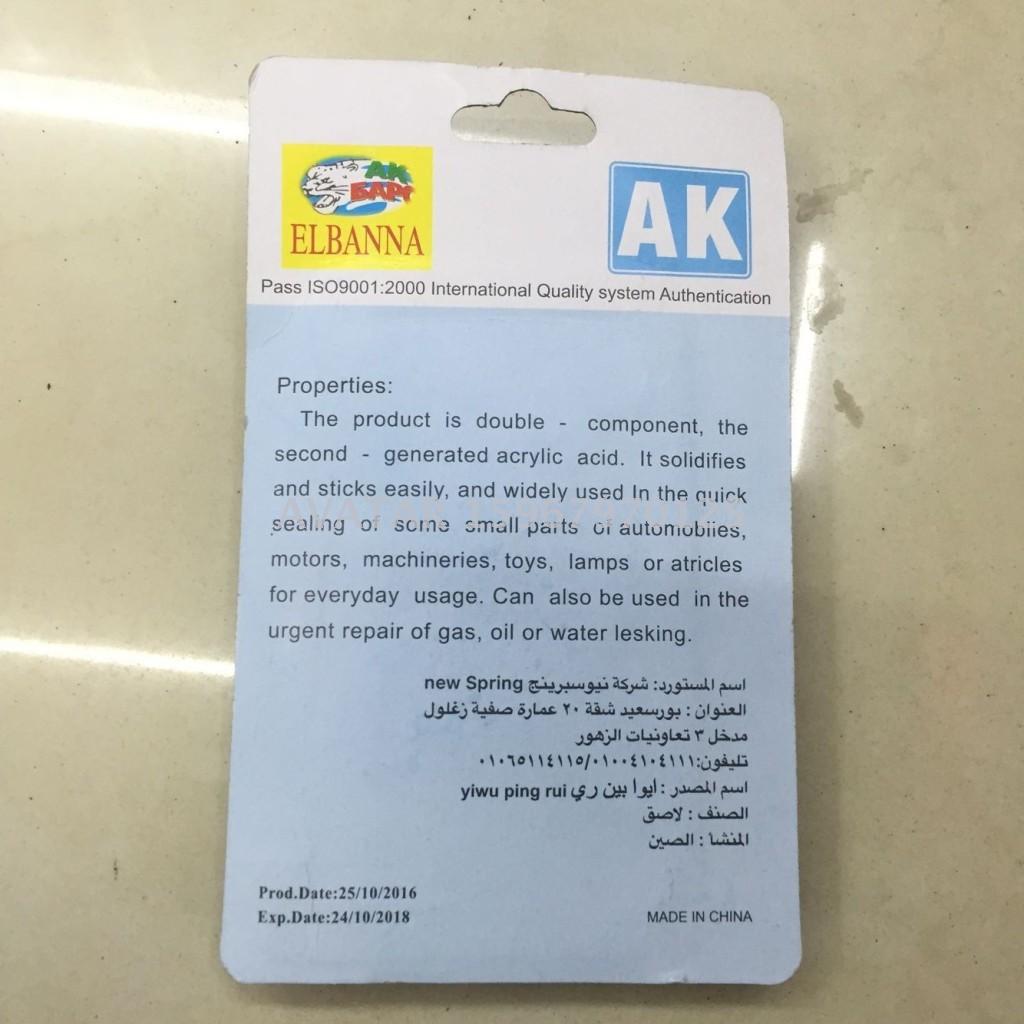 АК
БАРС
ELBANNA
AK
Pass ISO9001:2000 International Quality system Authentication
Properties:
The product is double - component, the
second - generated acrylic acid. It solidifies
and sticks easily, and widely used In the quick
sealing of some small parts of automobiles,
motors, machineries, toys, lamps or atricles
for everyday usage. Can also be used in the
urgent repair of gas, oil or water lesking.
اسم المستورد: شركة نيوسبرينج new Spring
العنوان : بورسعيد شقة ٢٠ عمارة صفية زغلول
مدخل ٣ تعاونيات الزهور
تليفون:٠١٠٦٥١١٤١١٥/٠١٠٠٤١٠٤١١١
اسم المصدر : أيوا بين ري yiwu ping rui
الصنف : لاصق
المنشأ : الصين
Prod.Date:25/10/2016
Exp.Date:24/10/2018
MADE IN CHINA